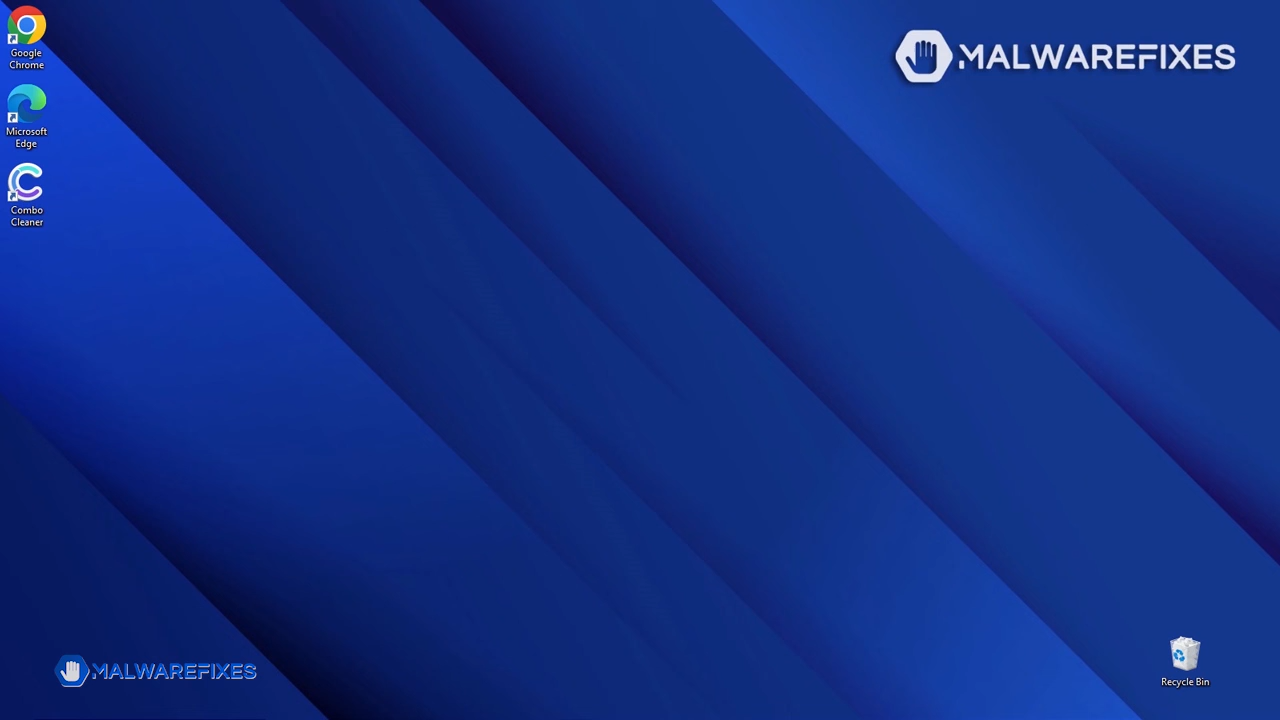 Google
Chrome
Microsoft
Edge
Combo
Cleaner
MALWAREFIXES
MALWAREFIXES
Recycle Bin